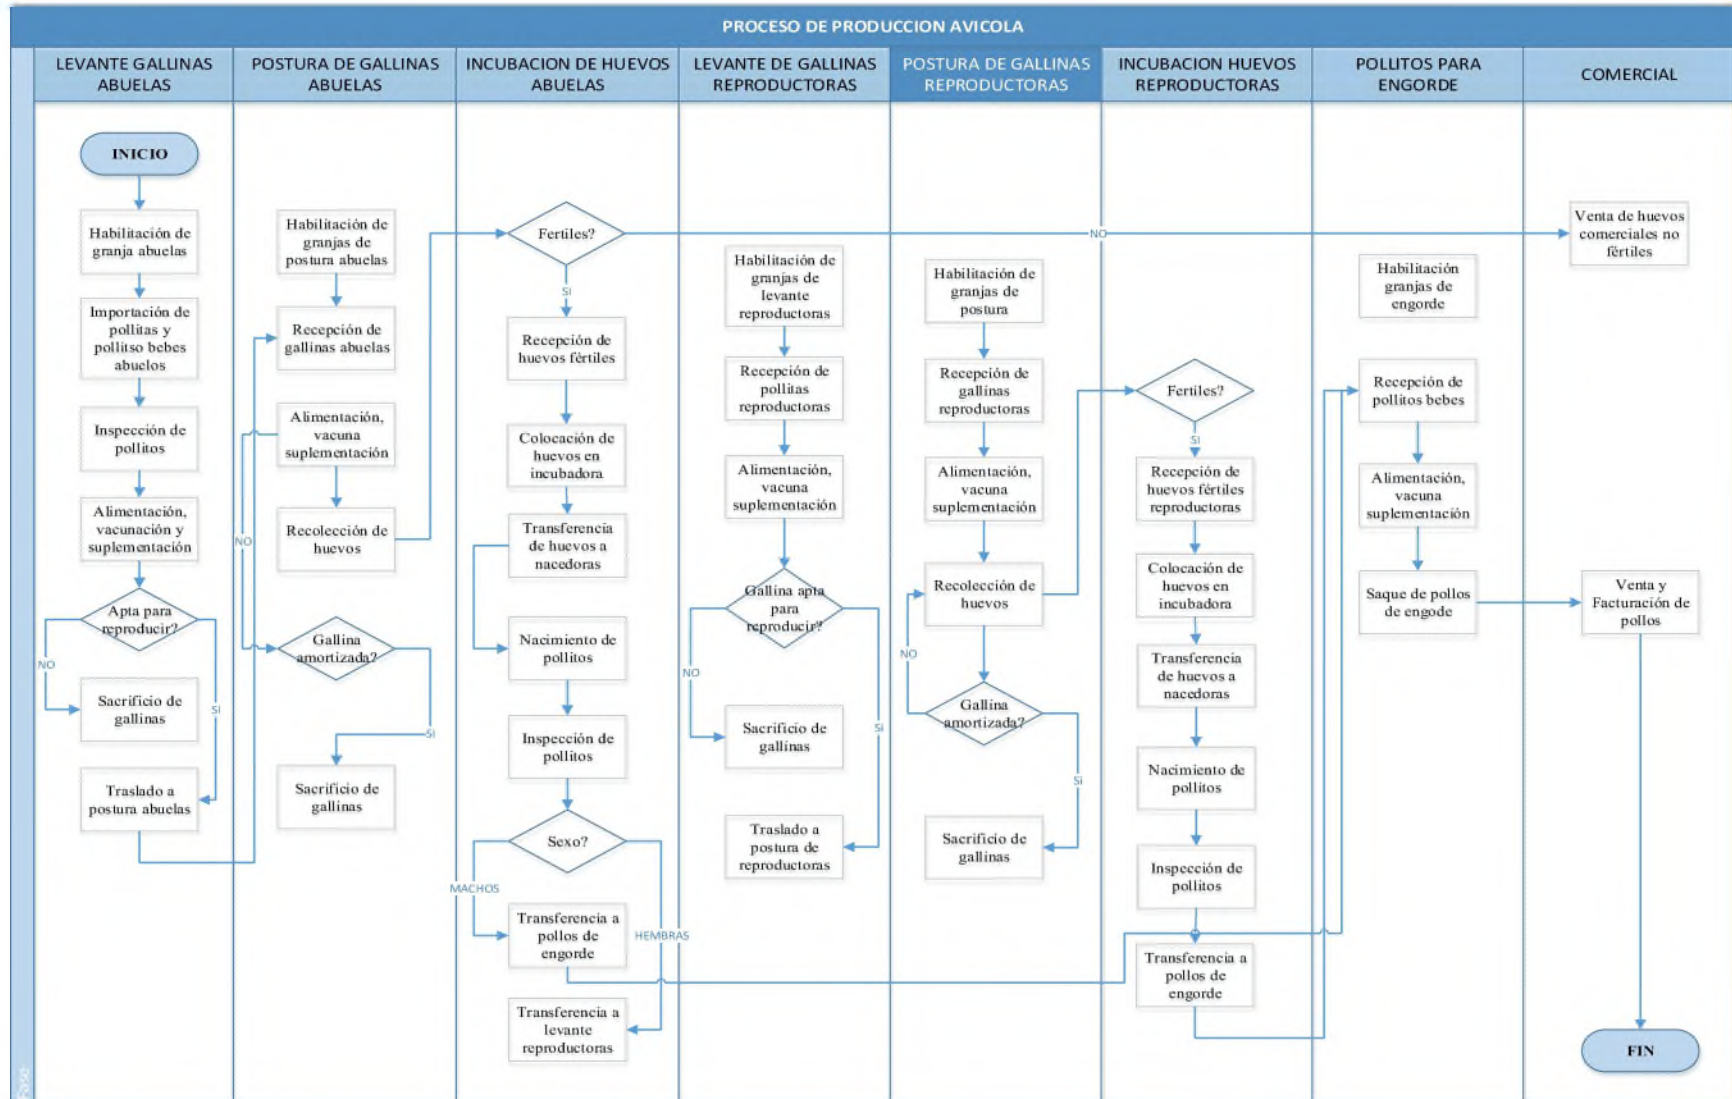 PROCESO DE PRODUCCION AVICOLA
LEVANTE GALLINAS
ABUELAS
POSTURA DE GALLINAS
ABUELAS
INCUBACION DE HUEVOS
ABUELAS
LEVANTE DE GALLINAS
REPRODUCTORAS
POSTURA DE GALLINAS
REPRODUCTORAS
INCUBACION HUEVOS
REPRODUCTORAS
POLLITOS PARA
ENGORDE
COMERCIAL
INICIO
Habilitación de
granja abuelas
Importación de
pollitas y
pollitso bebes
abuelos
Inspección de
pollitos
Alimentación,
vacunación y
suplementación
Apta para
reproducir?
NO
SI
Sacrificio de
gallinas
Traslado a
postura abuelas
Habilitación de
granjas de
postura abuelas
Recepción de
gallinas abuelas
Alimentación,
vacuna
suplementación
Recolección de
huevos
NO
Gallina
amortizada?
SI
Sacrificio de
gallinas
Fertiles?
NO
SI
Recepción de
huevos fértiles
Colocación de
huevos en
incubadora
Transferencia
de huevos a
nacedoras
Nacimiento de
pollitos
Inspección de
pollitos
Sexo?
MACHOS
HEMBRAS
Transferencia a
pollos de
engorde
Transferencia a
levante
reproductoras
Habilitación de
granjas de
levante
reproductoras
Recepción de
pollitas
reproductoras
Alimentación,
vacuna
suplementación
Gallina apta
para
reproducir?
NO
SI
Sacrificio de
gallinas
Traslado a
postura de
reproductoras
Habilitación de
granjas de
postura
Recepción de
gallinas
reproductoras
Alimentación,
vacuna
suplementación
Recolección de
huevos
NO
Gallina
amortizada?
SI
Sacrificio de
gallinas
Fertiles?
SI
Recepción de
huevos fértiles
reproductoras
Colocación de
huevos en
incubadora
Transferencia
de huevos a
nacedoras
Nacimiento de
pollitos
Inspección de
pollitos
Transferencia a
pollos de
engorde
Habilitación
granjas de
engorde
Recepción de
pollitos bebes
Alimentación,
vacuna
suplementación
Saque de pollos
de engode
Venta de huevos
comerciales no
fértiles
Venta y
Facturación de
pollos
FIN